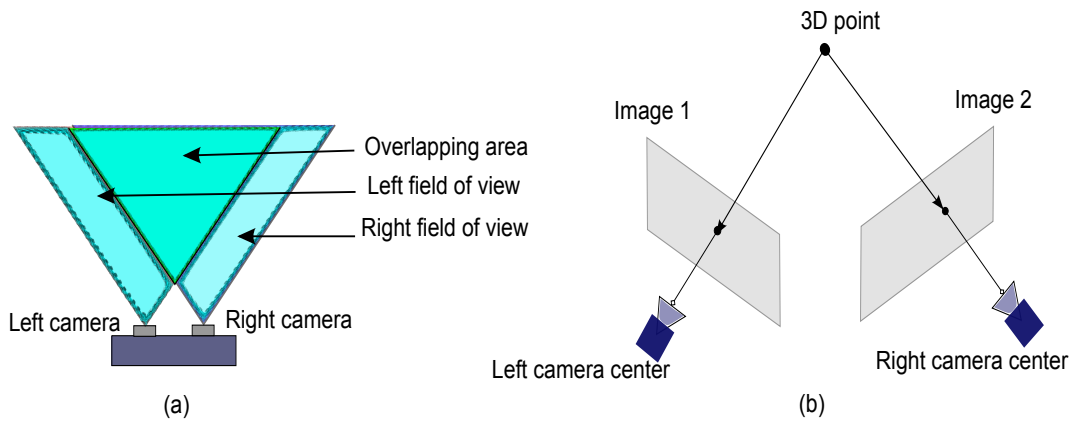 Overlapping area
Left field of view
Right field of view
Left camera
Right camera
(a)
3D point
Image 1
Image 2
Left camera center
Right camera center
(b)